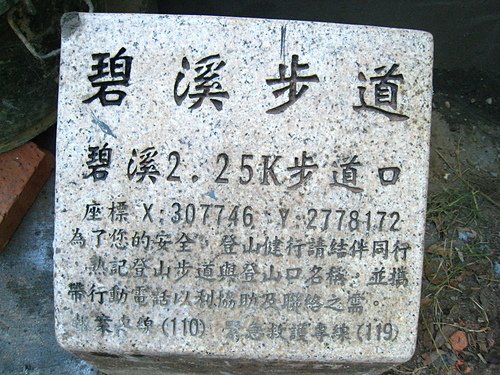 碧溪步道
碧溪2.25K步道口
座標 X:307746 Y:2778172
為了您的安全，登山健行請結伴同行
熟記登山步道與登山口名稱，並攜
帶行動電話以利協助及聯絡之需。
報案專線(110) 緊急救護專線(119)